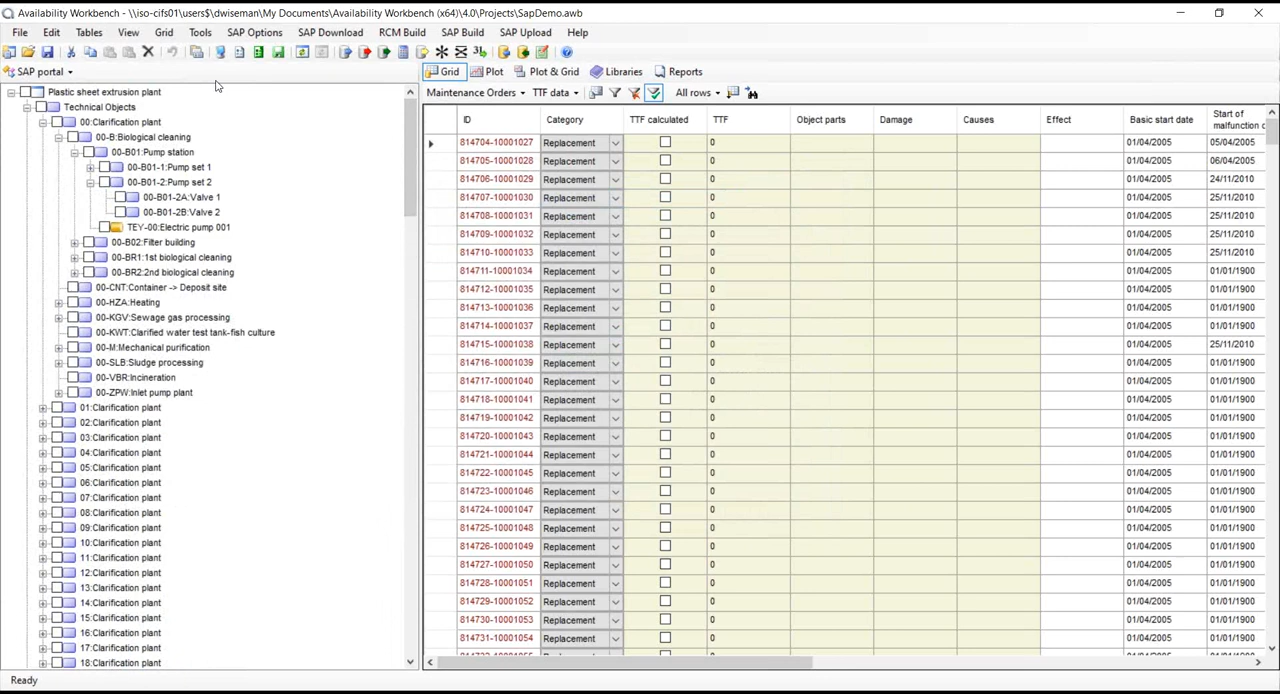 Availability Workbench - \\iso-cifs01\users$\dwiseman\My Documents\Availability Workbench (x64)\4.0\Projects\SapDemo.awb
File Edit Tables View Grid Tools SAP Options SAP Download RCM Build SAP Build SAP Upload Help
SAP portal
Grid Plot Plot & Grid Libraries Reports
Maintenance Orders TTF data All rows
Plastic sheet extrusion plant
Technical Objects
00:Clarification plant
00-B:Biological cleaning
00-B01:Pump station
00-B01-1:Pump set 1
00-B01-2:Pump set 2
00-B01-2A:Valve 1
00-B01-2B:Valve 2
TEY-00:Electric pump 001
00-B02:Filter building
00-BR1:1st biological cleaning
00-BR2:2nd biological cleaning
00-CNT:Container -> Deposit site
00-HZA:Heating
00-KGV:Sewage gas processing
00-KWT:Clarified water test tank-fish culture
00-M:Mechanical purification
00-SLB:Sludge processing
00-VBR:Incineration
00-ZPW:Inlet pump plant
01:Clarification plant
02:Clarification plant
03:Clarification plant
04:Clarification plant
05:Clarification plant
06:Clarification plant
07:Clarification plant
08:Clarification plant
09:Clarification plant
10:Clarification plant
11:Clarification plant
12:Clarification plant
13:Clarification plant
14:Clarification plant
15:Clarification plant
16:Clarification plant
17:Clarification plant
18:Clarification plant
ID Category TTF calculated TTF Object parts Damage Causes Effect Basic start date Start of malfunction
814704-10001027 Replacement 0 01/04/2005 05/04/2005
814705-10001028 Replacement 0 01/04/2005 06/04/2005
814706-10001029 Replacement 0 01/04/2005 24/11/2010
814707-10001030 Replacement 0 01/04/2005 25/11/2010
814708-10001031 Replacement 0 01/04/2005 25/11/2010
814709-10001032 Replacement 0 01/04/2005 25/11/2010
814710-10001033 Replacement 0 01/04/2005 25/11/2010
814711-10001034 Replacement 0 01/04/2005 01/01/1900
814712-10001035 Replacement 0 01/04/2005 01/01/1900
814713-10001036 Replacement 0 01/04/2005 01/01/1900
814714-10001037 Replacement 0 01/04/2005 01/01/1900
814715-10001038 Replacement 0 01/04/2005 25/11/2010
814716-10001039 Replacement 0 01/04/2005 01/01/1900
814717-10001040 Replacement 0 01/04/2005 01/01/1900
814718-10001041 Replacement 0 01/04/2005 01/01/1900
814719-10001042 Replacement 0 01/04/2005 01/01/1900
814720-10001043 Replacement 0 01/04/2005 01/01/1900
814721-10001044 Replacement 0 01/04/2005 01/01/1900
814722-10001045 Replacement 0 01/04/2005 01/01/1900
814723-10001046 Replacement 0 01/04/2005 01/01/1900
814724-10001047 Replacement 0 01/04/2005 01/01/1900
814725-10001048 Replacement 0 01/04/2005 01/01/1900
814726-10001049 Replacement 0 01/04/2005 01/01/1900
814727-10001050 Replacement 0 01/04/2005 01/01/1900
814728-10001051 Replacement 0 01/04/2005 01/01/1900
814729-10001052 Replacement 0 01/04/2005 01/01/1900
814730-10001053 Replacement 0 01/04/2005 01/01/1900
814731-10001054 Replacement 0 01/04/2005 01/01/1900
Ready